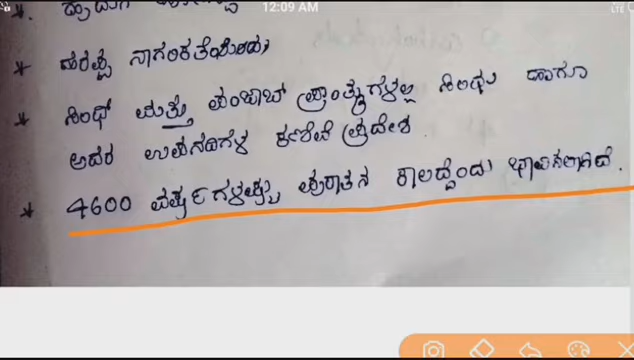 12:09 AM
* ಹರಪ್ಪ ನಾಗರಿಕತೆಯೆಂದು
* ಸಿಂಧ್ ಮತ್ತು ಪಂಜಾಬ್ ಪ್ರಾಂತ್ಯಗಳಲ್ಲಿ ಸಿಂಧು ಹಾಗೂ
ಅದರ ಉಪನದಿಗಳ ಕಣಿವೆ ಪ್ರದೇಶ
* 4600 ವರ್ಷಗಳಷ್ಟು ಪುರಾತನ ಕಾಲದ್ದೆಂದು ಭಾವಿಸಲಾಗಿದೆ.